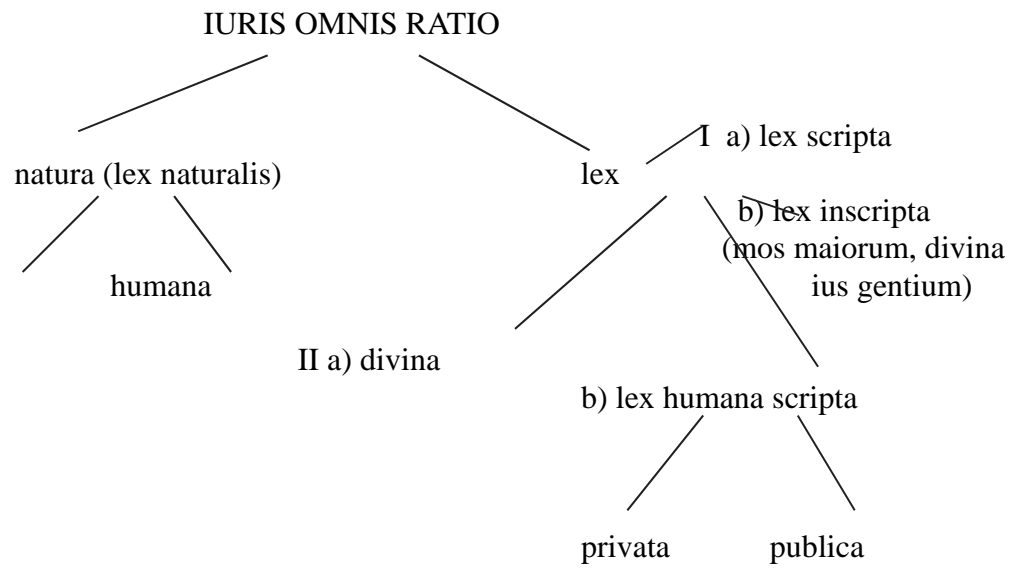 IURIS OMNIS RATIO
I a) lex scripta
natura (lex naturalis)
lex
b) lex inscripta
(mos maiorum, divina
ius gentium)
humana
II a) divina
b) lex humana scripta
privata
publica